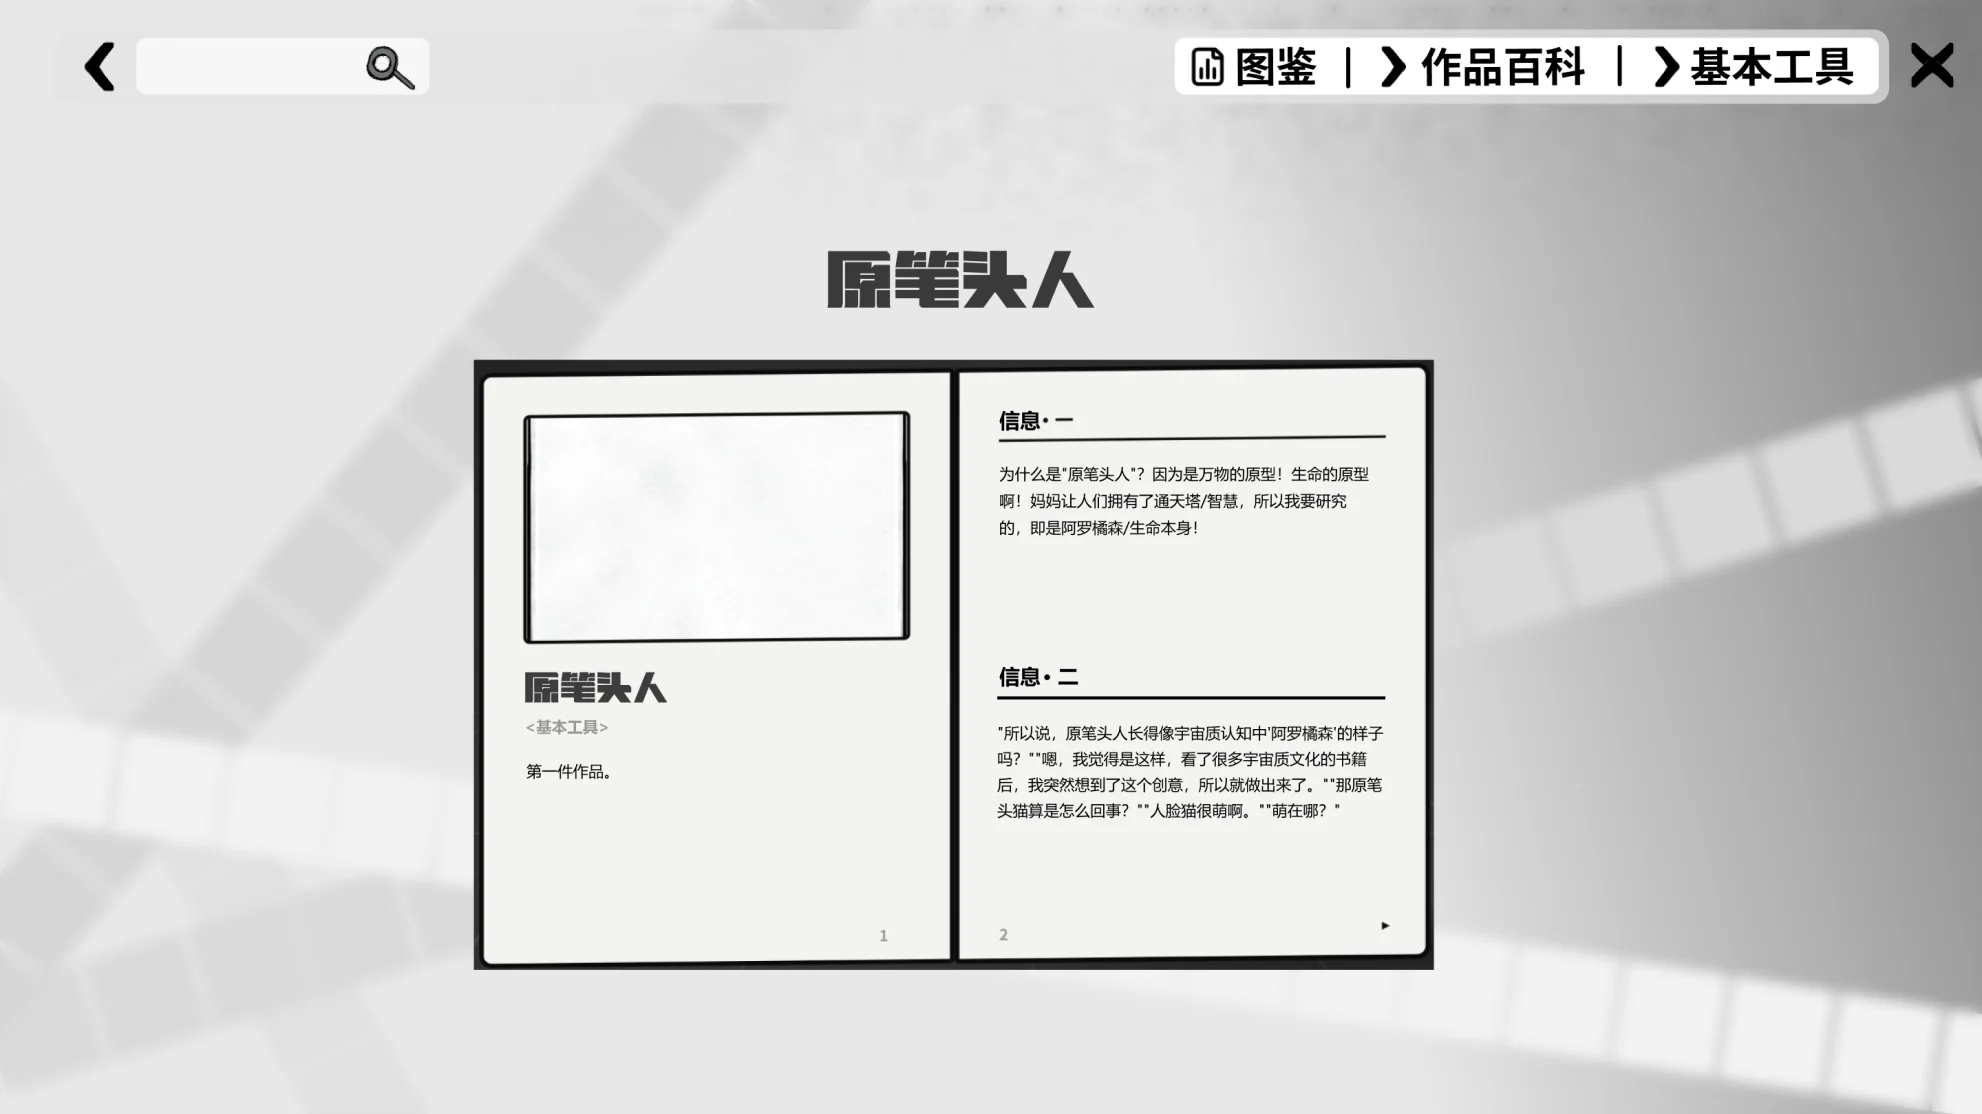 图鉴 | ❯作品百科 | ❯基本工具
原笔头人
原笔头人
<基本工具>
第一件作品。
1
信息· 一
为什么是"原笔头人"？因为是万物的原型！生命的原型
啊！妈妈让人们拥有了通天塔/智慧，所以我要研究
的，即是阿罗橘森/生命本身！
信息· 二
"所以说，原笔头人长得像宇宙质认知中'阿罗橘森'的样子
吗？""嗯，我觉得是这样，看了很多宇宙质文化的书籍
后，我突然想到了这个创意，所以就做出来了。""那原笔
头猫算是怎么回事？""人脸猫很萌啊。""萌在哪？"
2